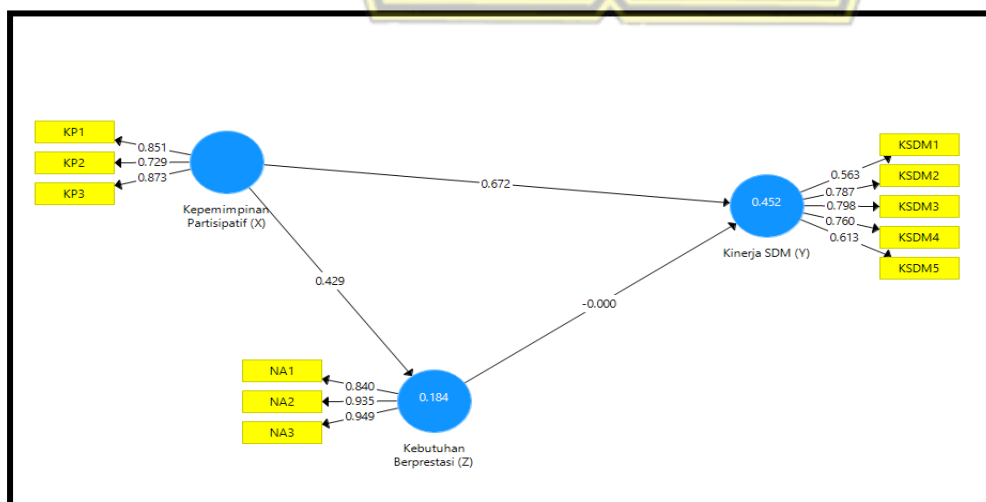 KP1
KP2
KP3
0.851
0.729
0.873
Kepemimpinan
Partisipatif (X)
0.672
0.429
-0.000
0.452
Kinerja SDM (Y)
0.563
0.787
0.798
0.760
0.613
KSDM1
KSDM2
KSDM3
KSDM4
KSDM5
NA1
NA2
NA3
0.840
0.935
0.949
0.184
Kebutuhan
Berprestasi (Z)